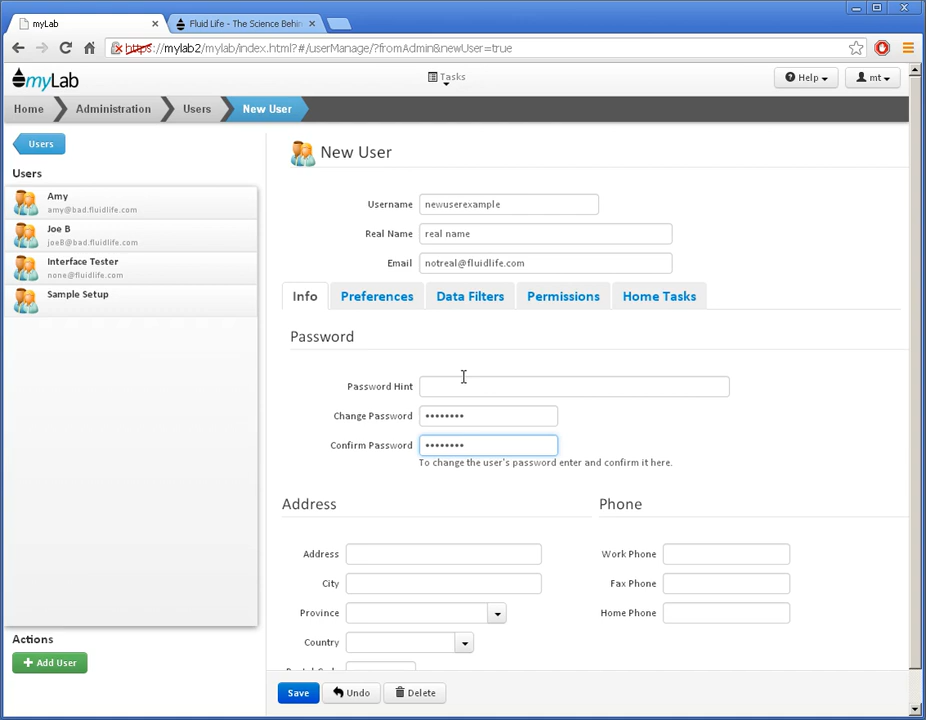 myLab
Fluid Life - The Science Behin
https://mylab2/mylab/index.html?#/userManage/?fromAdmin&newUser=true
myLab
Tasks
Help
mt
Home
Administration
Users
New User
Users
Users
Amy
amy@bad.fluidlife.com
Joe B
joeB@bad.fluidlife.com
Interface Tester
none@fluidlife.com
Sample Setup
Actions
+ Add User
New User
Username newuserexample
Real Name real name
Email notreal@fluidlife.com
Info
Preferences
Data Filters
Permissions
Home Tasks
Password
Password Hint
Change Password ••••••••
Confirm Password ••••••••
To change the user's password enter and confirm it here.
Address
Phone
Address
Work Phone
City
Fax Phone
Province
Home Phone
Country
Save
Undo
Delete